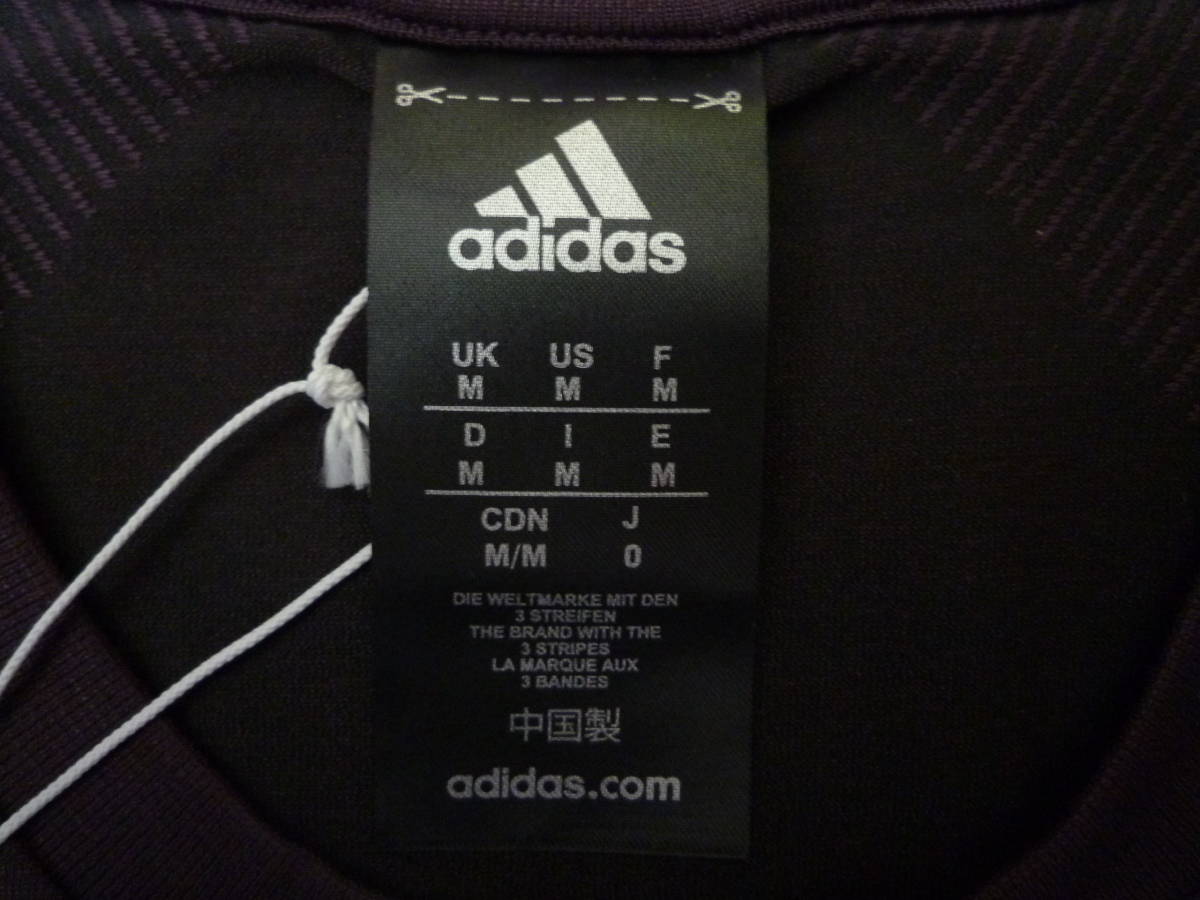 adidas
UK US F
M M M
D I E
M M M
CDN J
M/M O
DIE WELTMARKE MIT DEN
3 STREIFEN
THE BRAND WITH THE
3 STRIPES
LA MARQUE AUX
3 BANDES
中国製
adidas.com